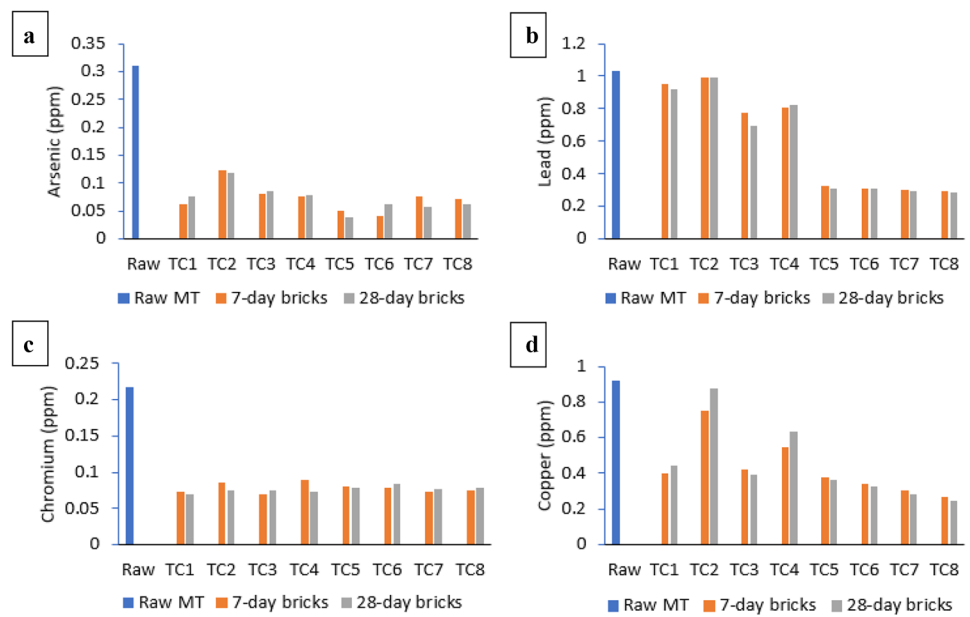 a
0.35
0.3
0.25
0.2
0.15
0.1
0.05
0
Arsenic (ppm)
Raw TC1 TC2 TC3 TC4 TC5 TC6 TC7 TC8
Raw MT 7-day bricks 28-day bricks
b
1.2
1
0.8
0.6
0.4
0.2
0
Lead (ppm)
Raw TC1 TC2 TC3 TC4 TC5 TC6 TC7 TC8
Raw MT 7-day bricks 28-day bricks
c
0.25
0.2
0.15
0.1
0.05
0
Chromium (ppm)
Raw TC1 TC2 TC3 TC4 TC5 TC6 TC7 TC8
Raw MT 7-day bricks 28-day bricks
d
1
0.8
0.6
0.4
0.2
0
Copper (ppm)
Raw TC1 TC2 TC3 TC4 TC5 TC6 TC7 TC8
Raw MT 7-day bricks 28-day bricks